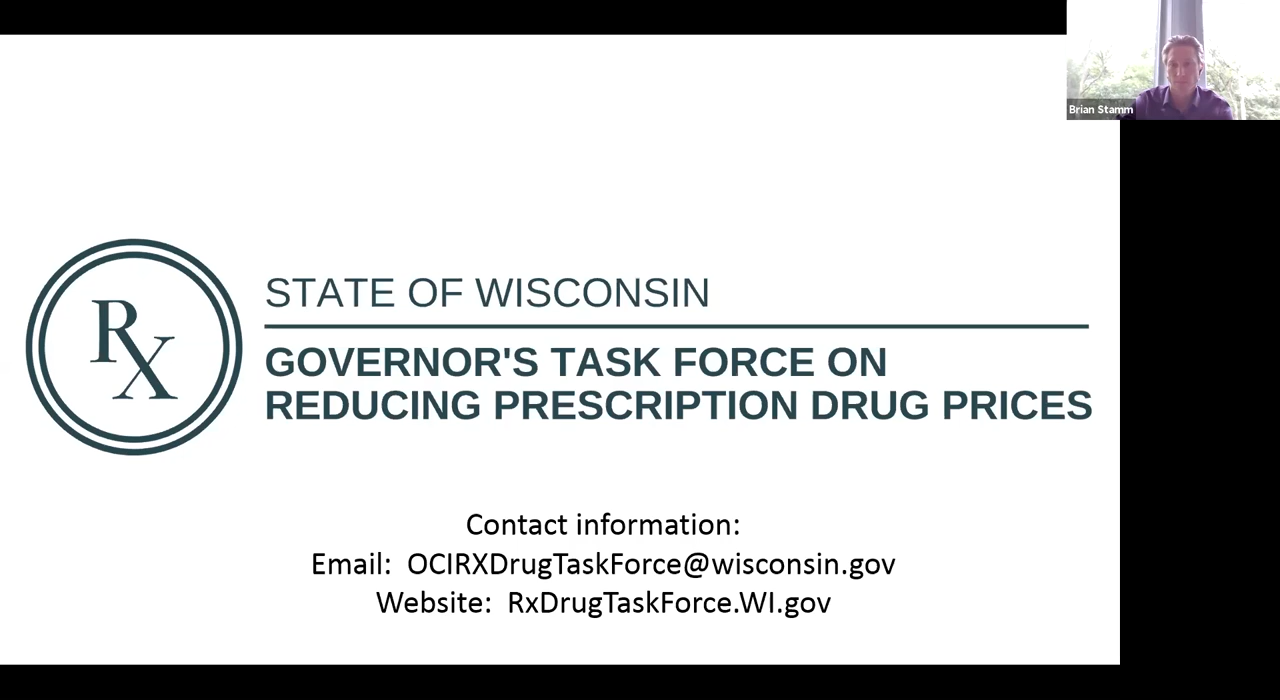 Brian Stamm
RX
STATE OF WISCONSIN
GOVERNOR'S TASK FORCE ON
REDUCING PRESCRIPTION DRUG PRICES
Contact information:
Email: OCIRXDrugTaskForce@wisconsin.gov
Website: RxDrugTaskForce.WI.gov